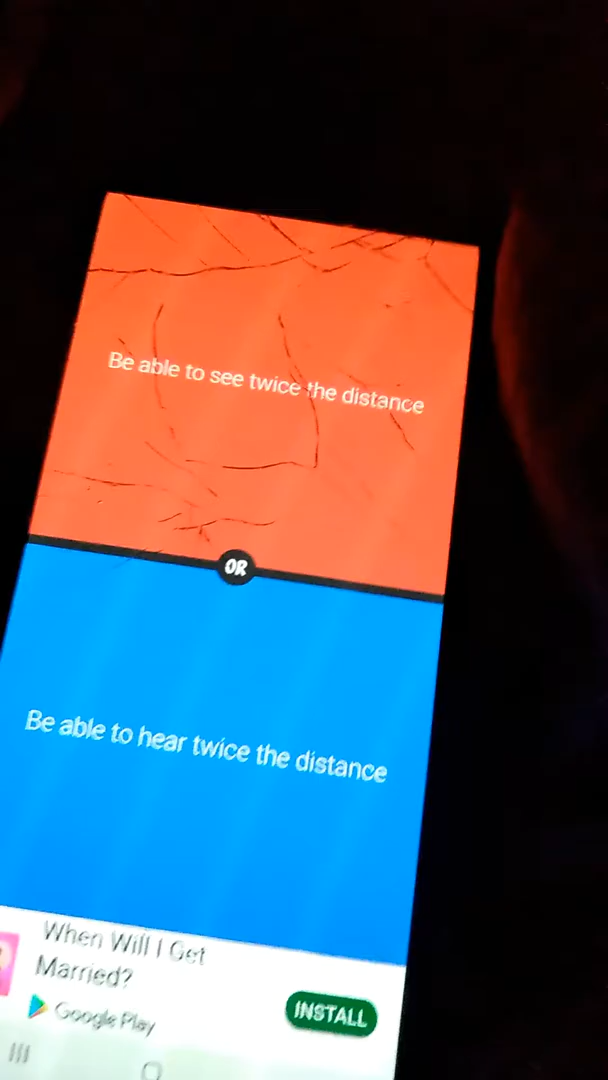 Be able to see twice the distance
OR
Be able to hear twice the distance
When Will I Get
Married?
Google Play
INSTALL